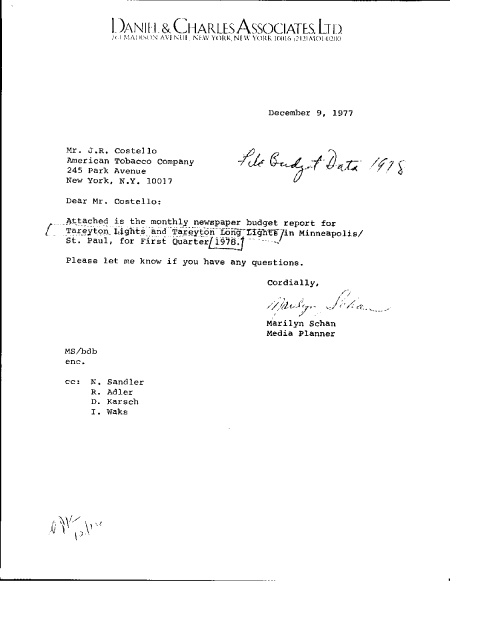 DANIEL & CHARLES ASSOCIATES, LTD.
261 MADISON AVENUE, NEW YORK, NEW YORK 10016 (212) MO1-0200
December 9, 1977
Mr. J.R. Costello
American Tobacco Company
245 Park Avenue
New York, N.Y. 10017
File Budget Data 1978
Dear Mr. Costello:
Attached is the monthly newspaper budget report for
Tareyton Lights and Tareyton Long Lights in Minneapolis/
St. Paul, for First Quarter, 1978.
Please let me know if you have any questions.
Cordially,
Marilyn Schan
Marilyn Schan
Media Planner
MS/bdb
enc.
cc: N. Sandler
R. Adler
D. Karsch
I. Waks